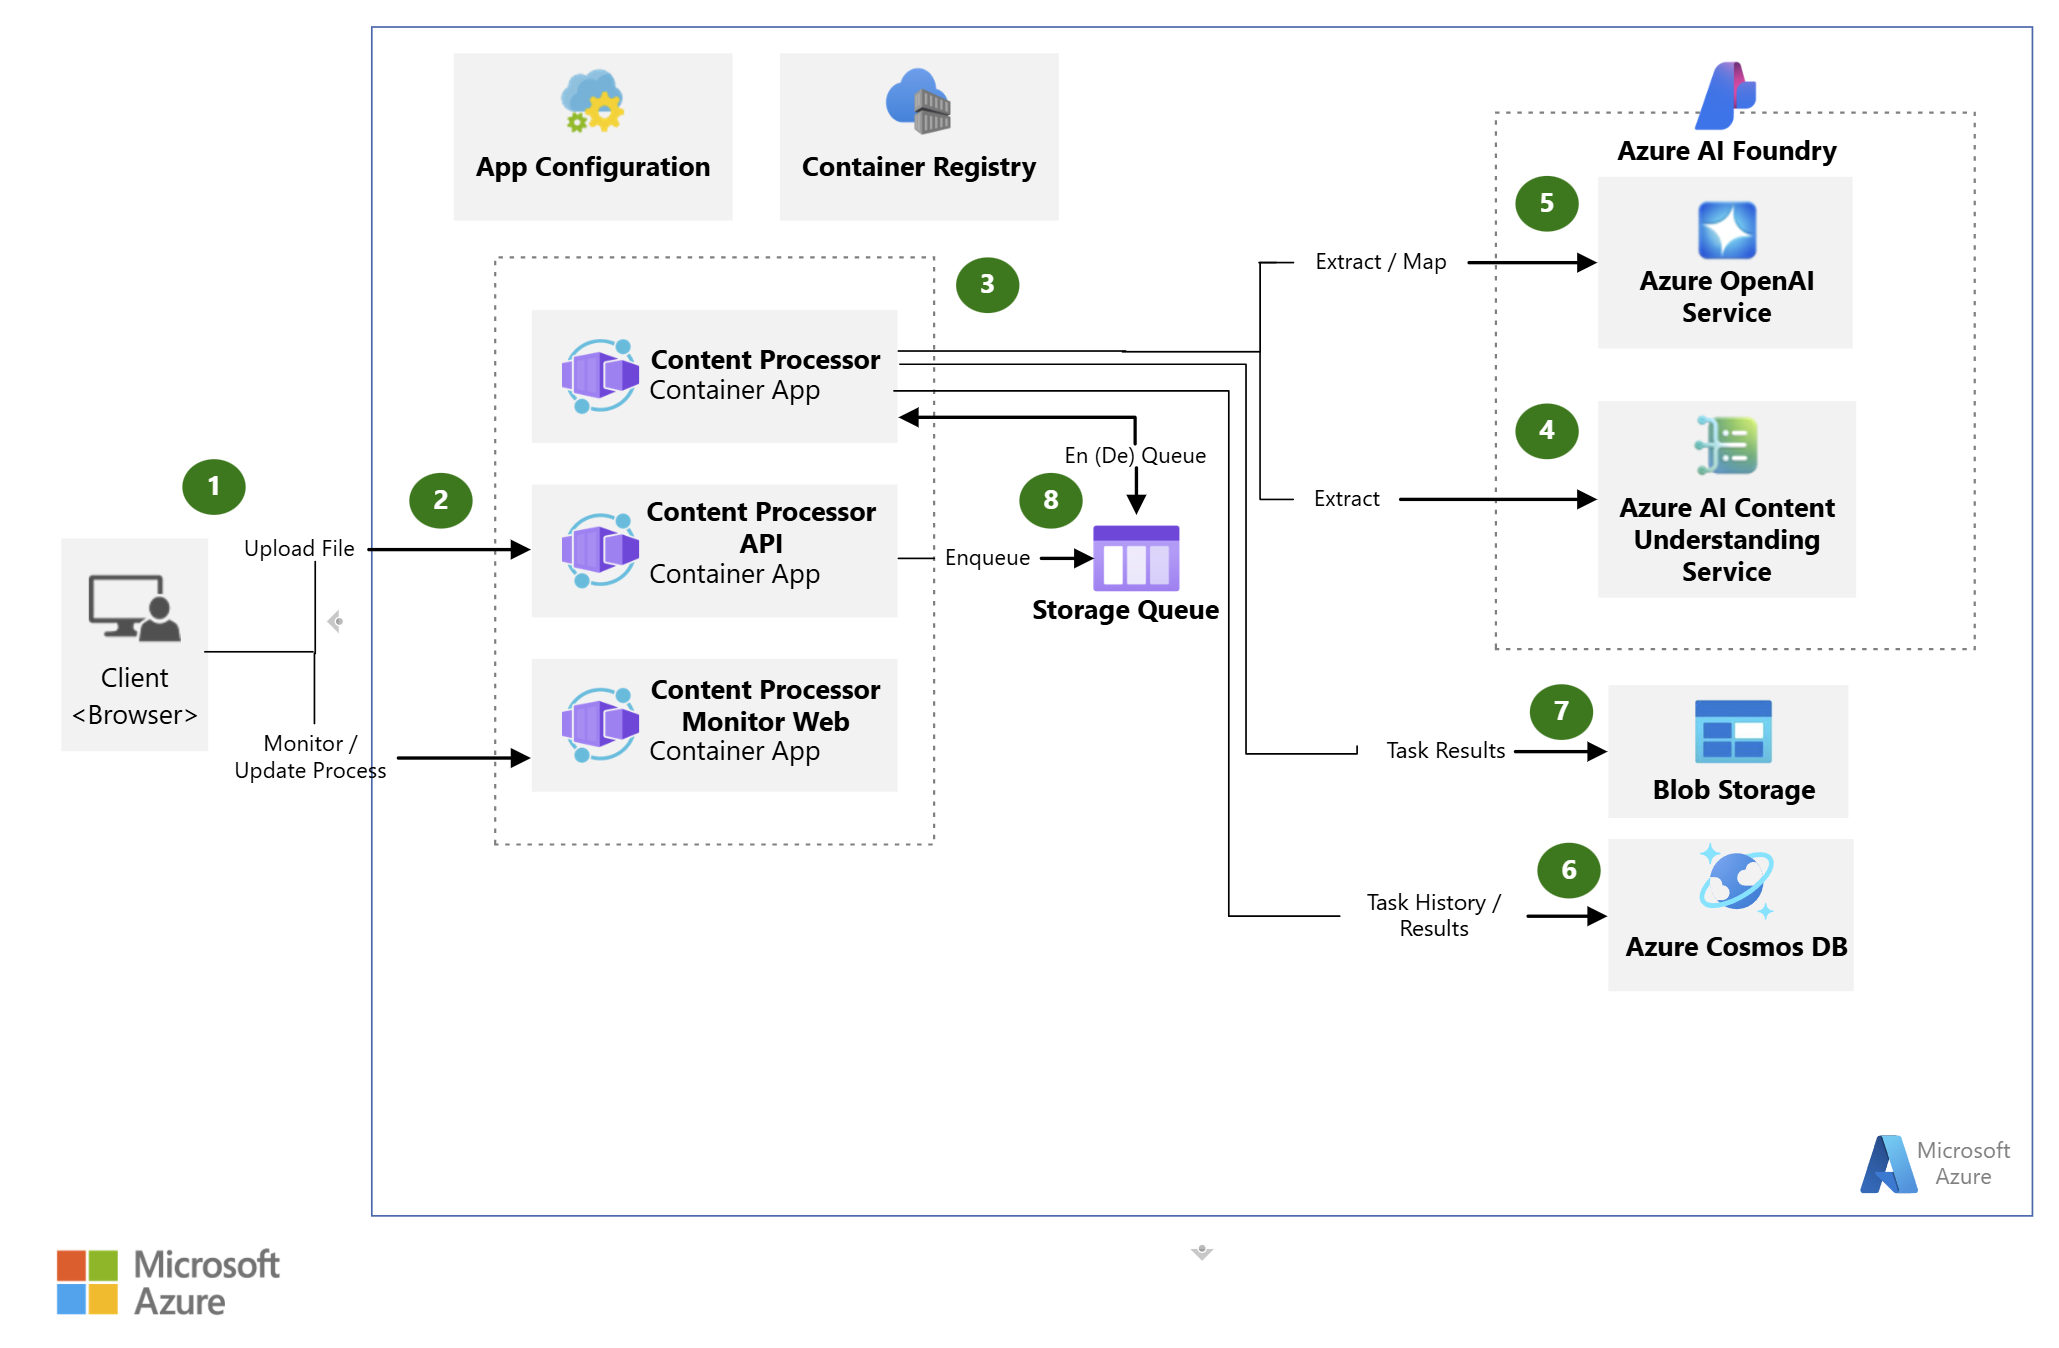 App Configuration
Container Registry
Azure AI Foundry
5
Extract / Map
Azure OpenAI
Service
3
Content Processor
Container App
4
En (De) Queue
Extract
Azure AI Content
Understanding
Service
1
2
8
Upload File
Content Processor
API
Container App
Enqueue
Storage Queue
Client
<Browser>
Monitor /
Update Process
Content Processor
Monitor Web
Container App
7
Task Results
Blob Storage
6
Task History /
Results
Azure Cosmos DB
Microsoft
Azure
Microsoft
Azure